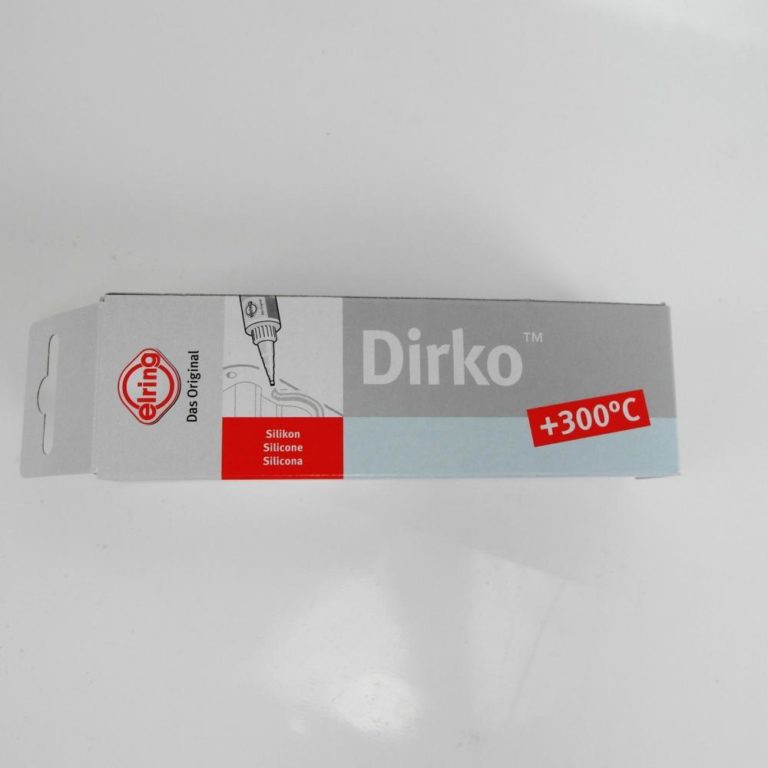 elring
Das Original
Silikon
Silicone
Silicona
Dirko™
+300°C